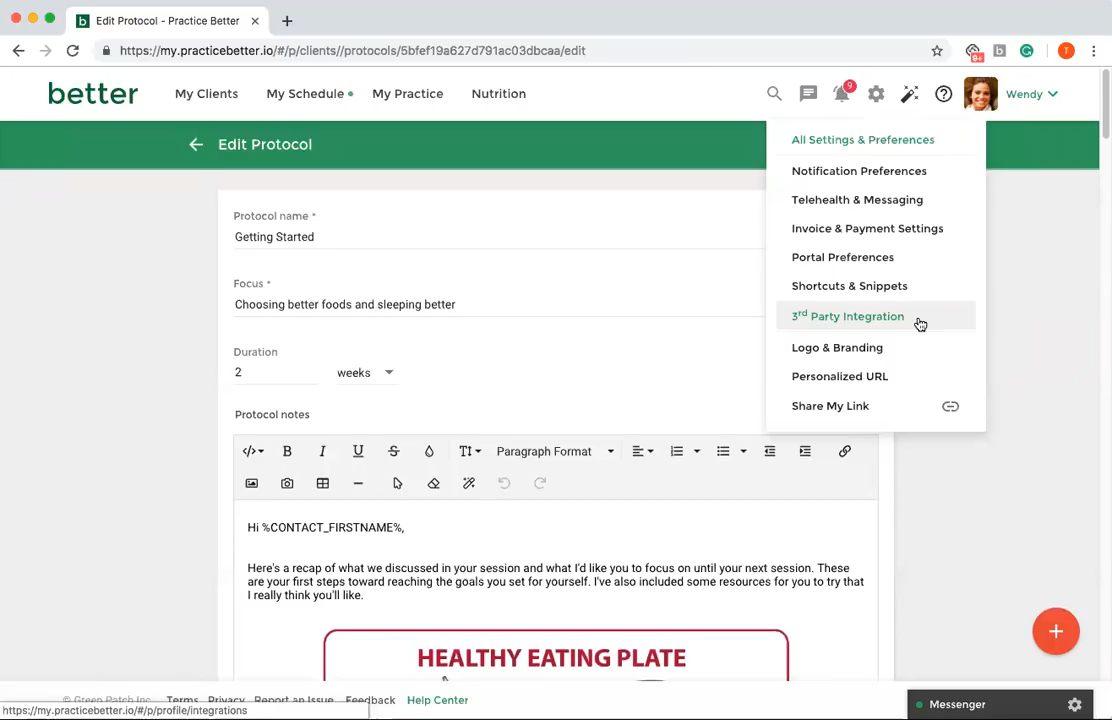 Edit Protocol - Practice Better
https://my.practicebetter.io/#/p/clients//protocols/5bfef19a627d791ac03dbcaa/edit
9+
b
T
better
My Clients
My Schedule
My Practice
Nutrition
9
Wendy
Edit Protocol
All Settings & Preferences
Notification Preferences
Telehealth & Messaging
Invoice & Payment Settings
Portal Preferences
Shortcuts & Snippets
3rd Party Integration
Logo & Branding
Personalized URL
Share My Link
Protocol name *
Getting Started
Focus *
Choosing better foods and sleeping better
Duration
2 weeks
Protocol notes
Paragraph Format
Hi %CONTACT_FIRSTNAME%,
Here's a recap of what we discussed in your session and what I'd like you to focus on until your next session. These
are your first steps toward reaching the goals you set for yourself. I've also included some resources for you to try that
I really think you'll like.
HEALTHY EATING PLATE
© Green Patch Inc. Terms Privacy Report an Issue Feedback Help Center
https://my.practicebetter.io/#/p/profile/integrations
Messenger